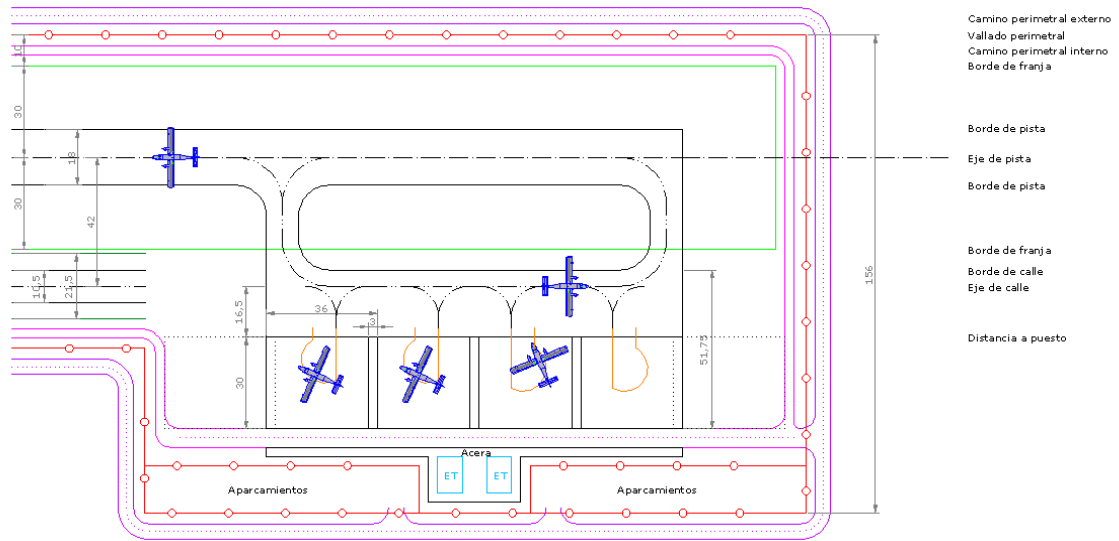 Camino perimetral externo
Vallado perimetral
Camino perimetral interno
Borde de franja
Borde de pista
Eje de pista
Borde de pista
Borde de franja
Borde de calle
Eje de calle
Distancia a puesto
10
30
18
30
42
156
10,5
21,5
16,5
36
3
51,75
30
Acera
ET
ET
Aparcamientos
Aparcamientos